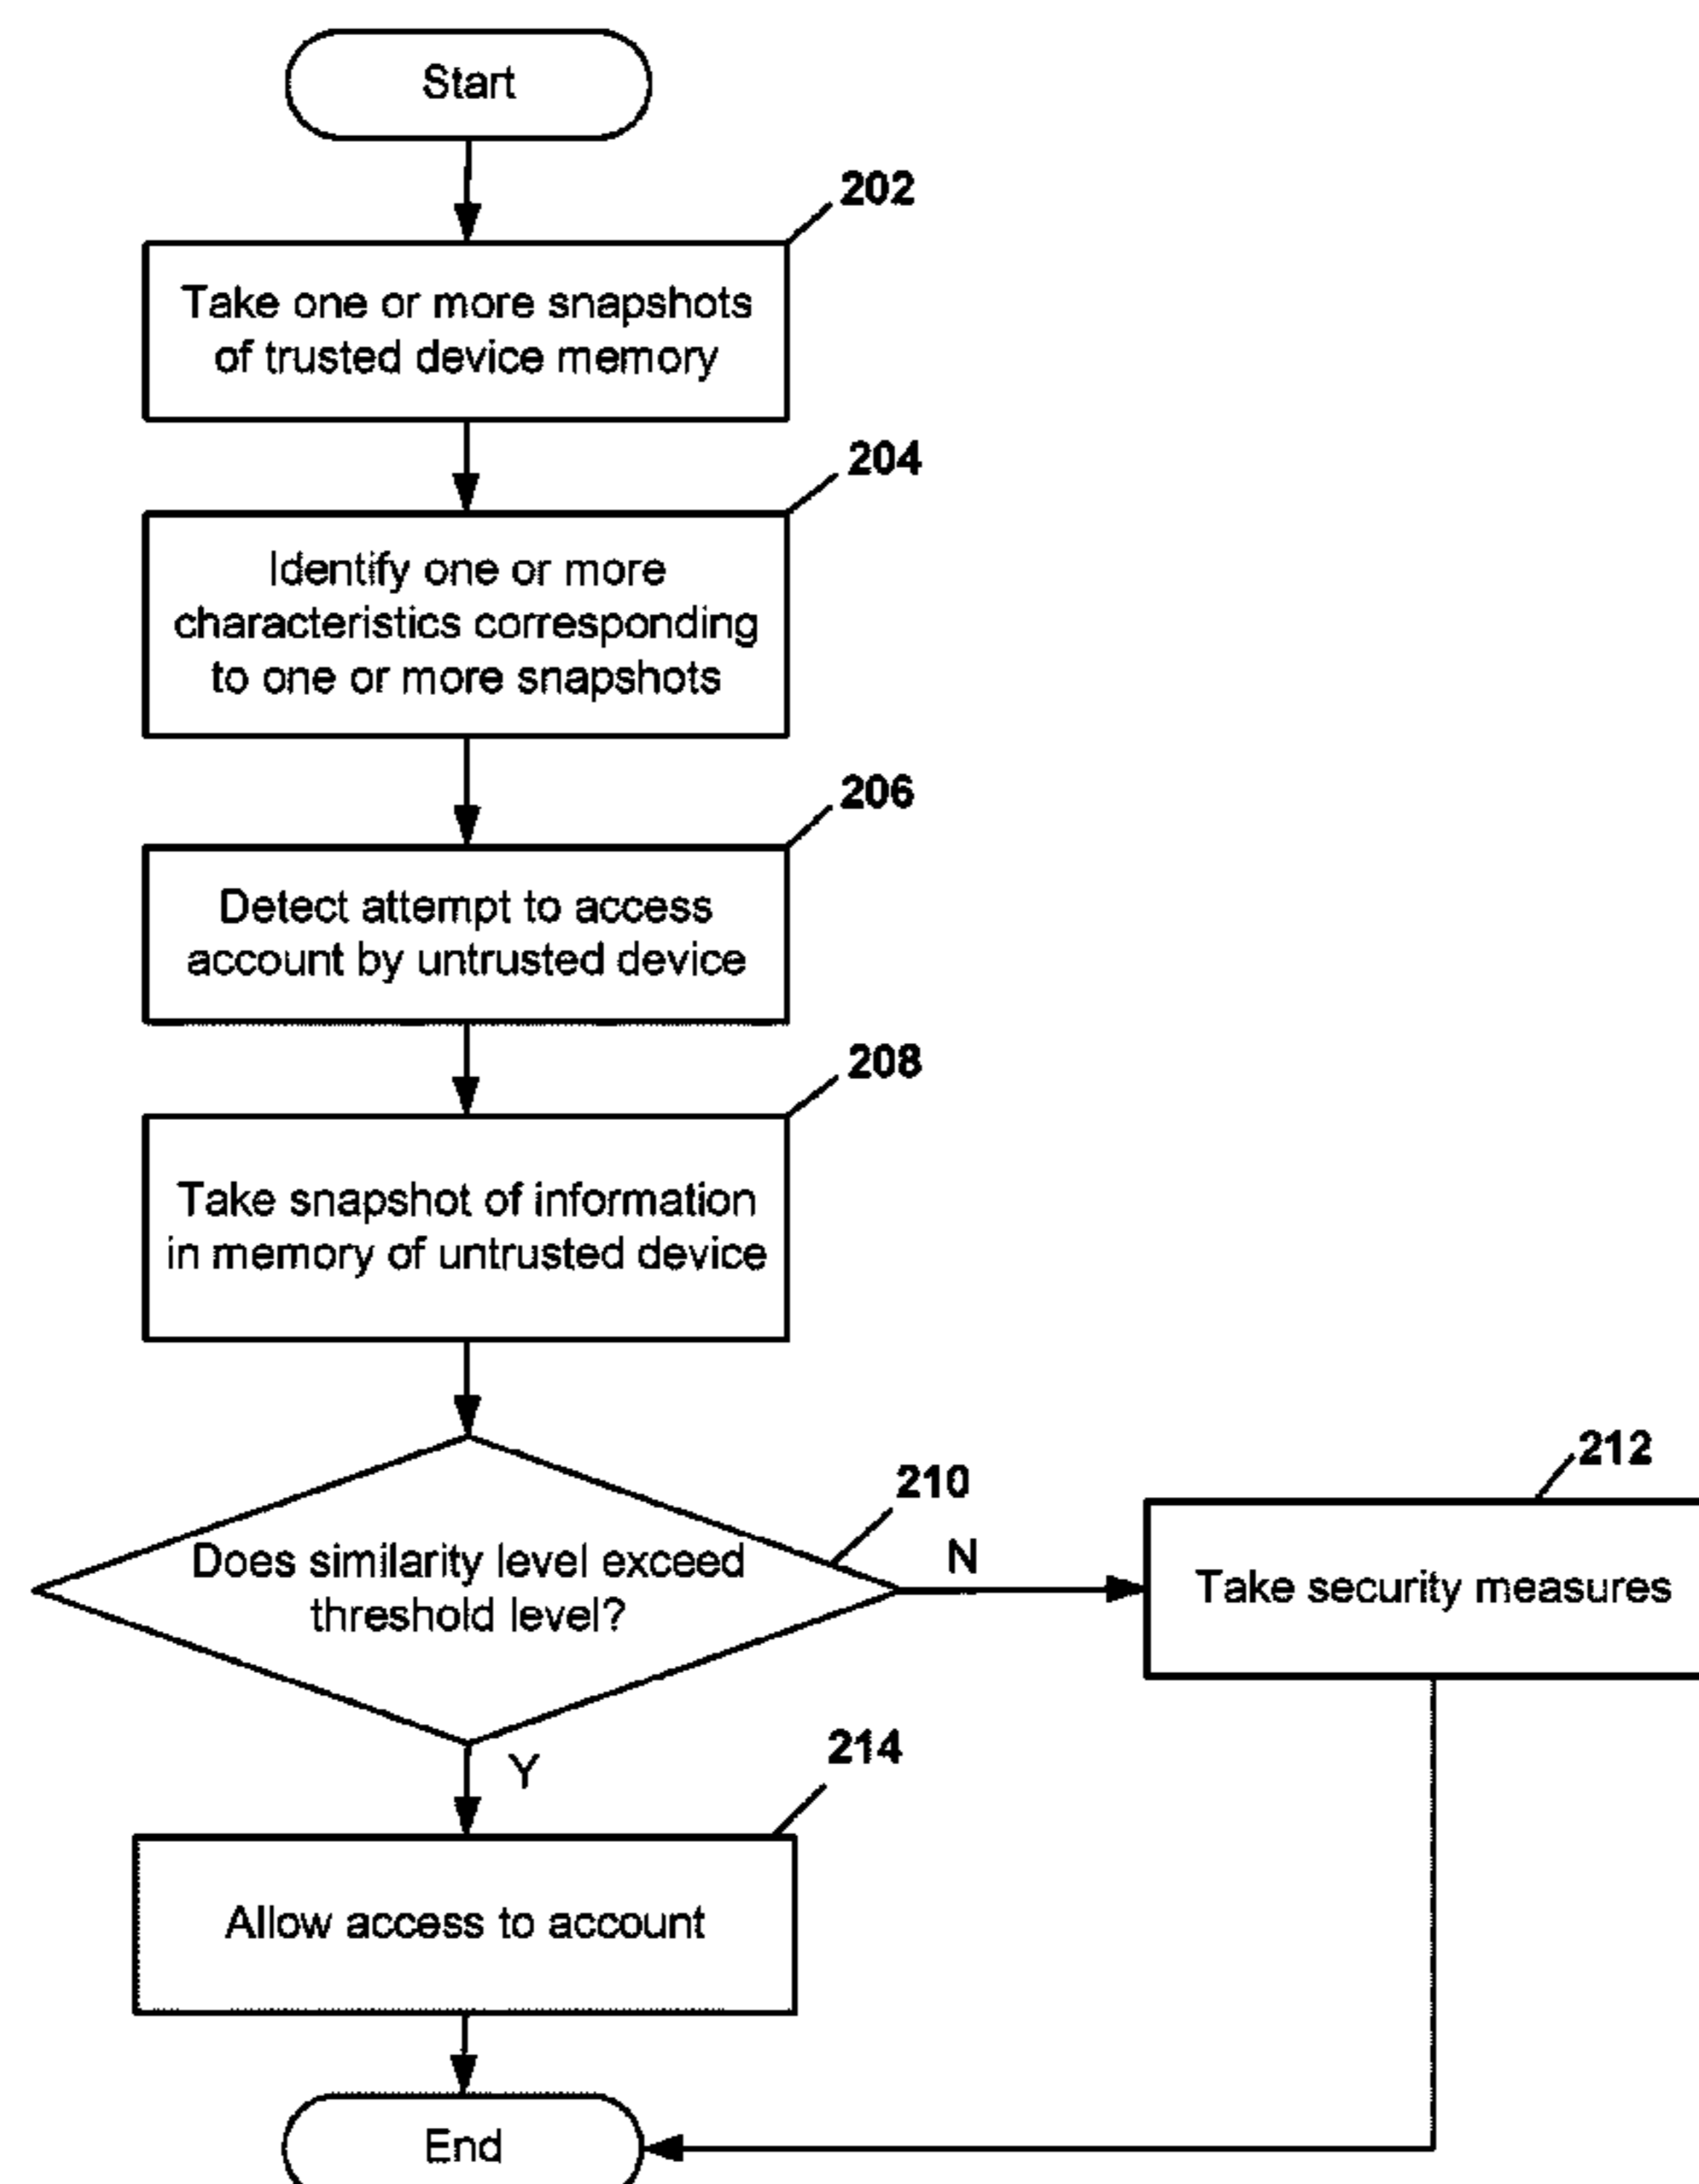 Start
202
Take one or more snapshots
of trusted device memory
204
Identify one or more
characteristics corresponding
to one or more snapshots
206
Detect attempt to access
account by untrusted device
208
Take snapshot of information
in memory of untrusted device
210
Does similarity level exceed
threshold level?
N
212
Take security measures
Y
214
Allow access to account
End